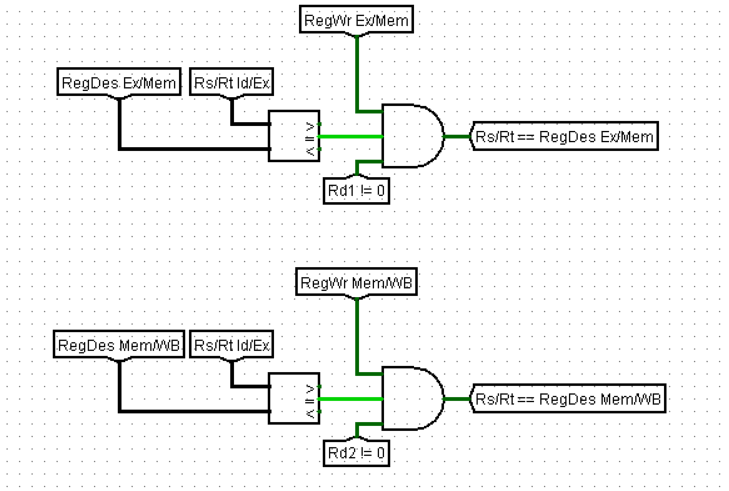 RegWr Ex/Mem
RegDes Ex/Mem
Rs/Rt Id/Ex
>
=
<
Rs/Rt == RegDes Ex/Mem
Rd1 != 0
RegWr Mem/WB
RegDes Mem/WB
Rs/Rt Id/Ex
>
=
<
Rs/Rt == RegDes Mem/WB
Rd2 != 0